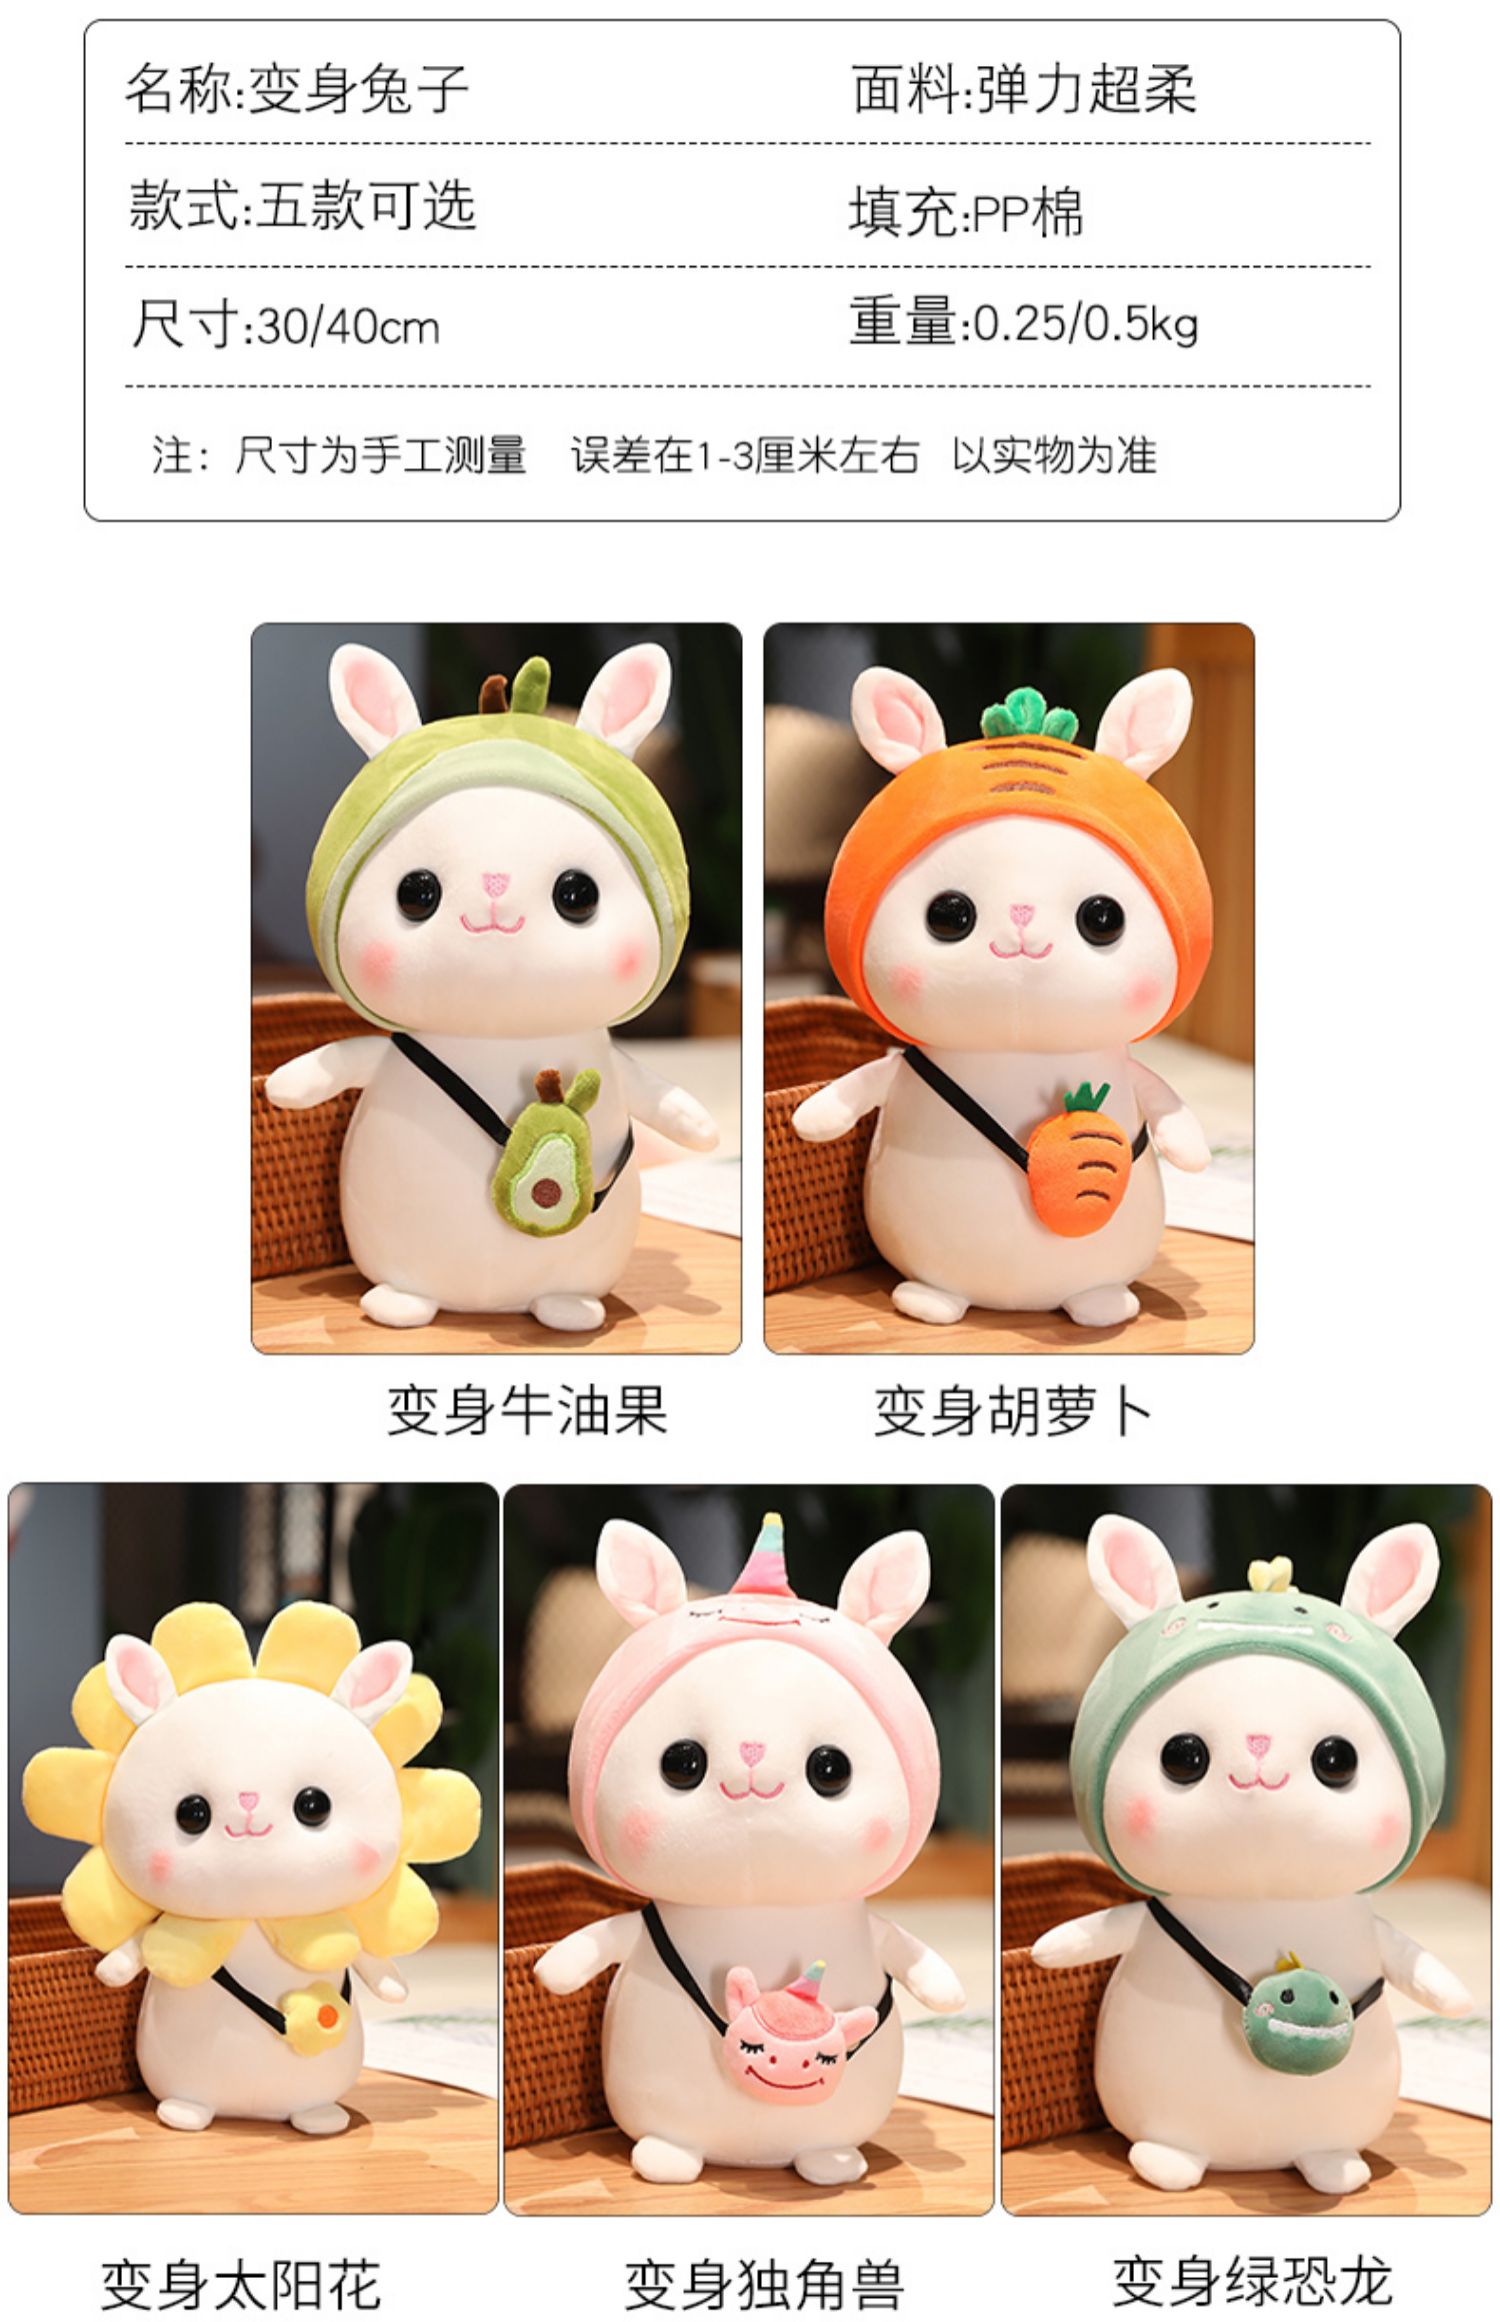 名称:变身兔子
面料:弹力超柔
款式:五款可选
填充:PP棉
尺寸:30/40cm
重量:0.25/0.5kg
注：尺寸为手工测量 误差在1-3厘米左右 以实物为准
变身牛油果
变身胡萝卜
变身太阳花
变身独角兽
变身绿恐龙